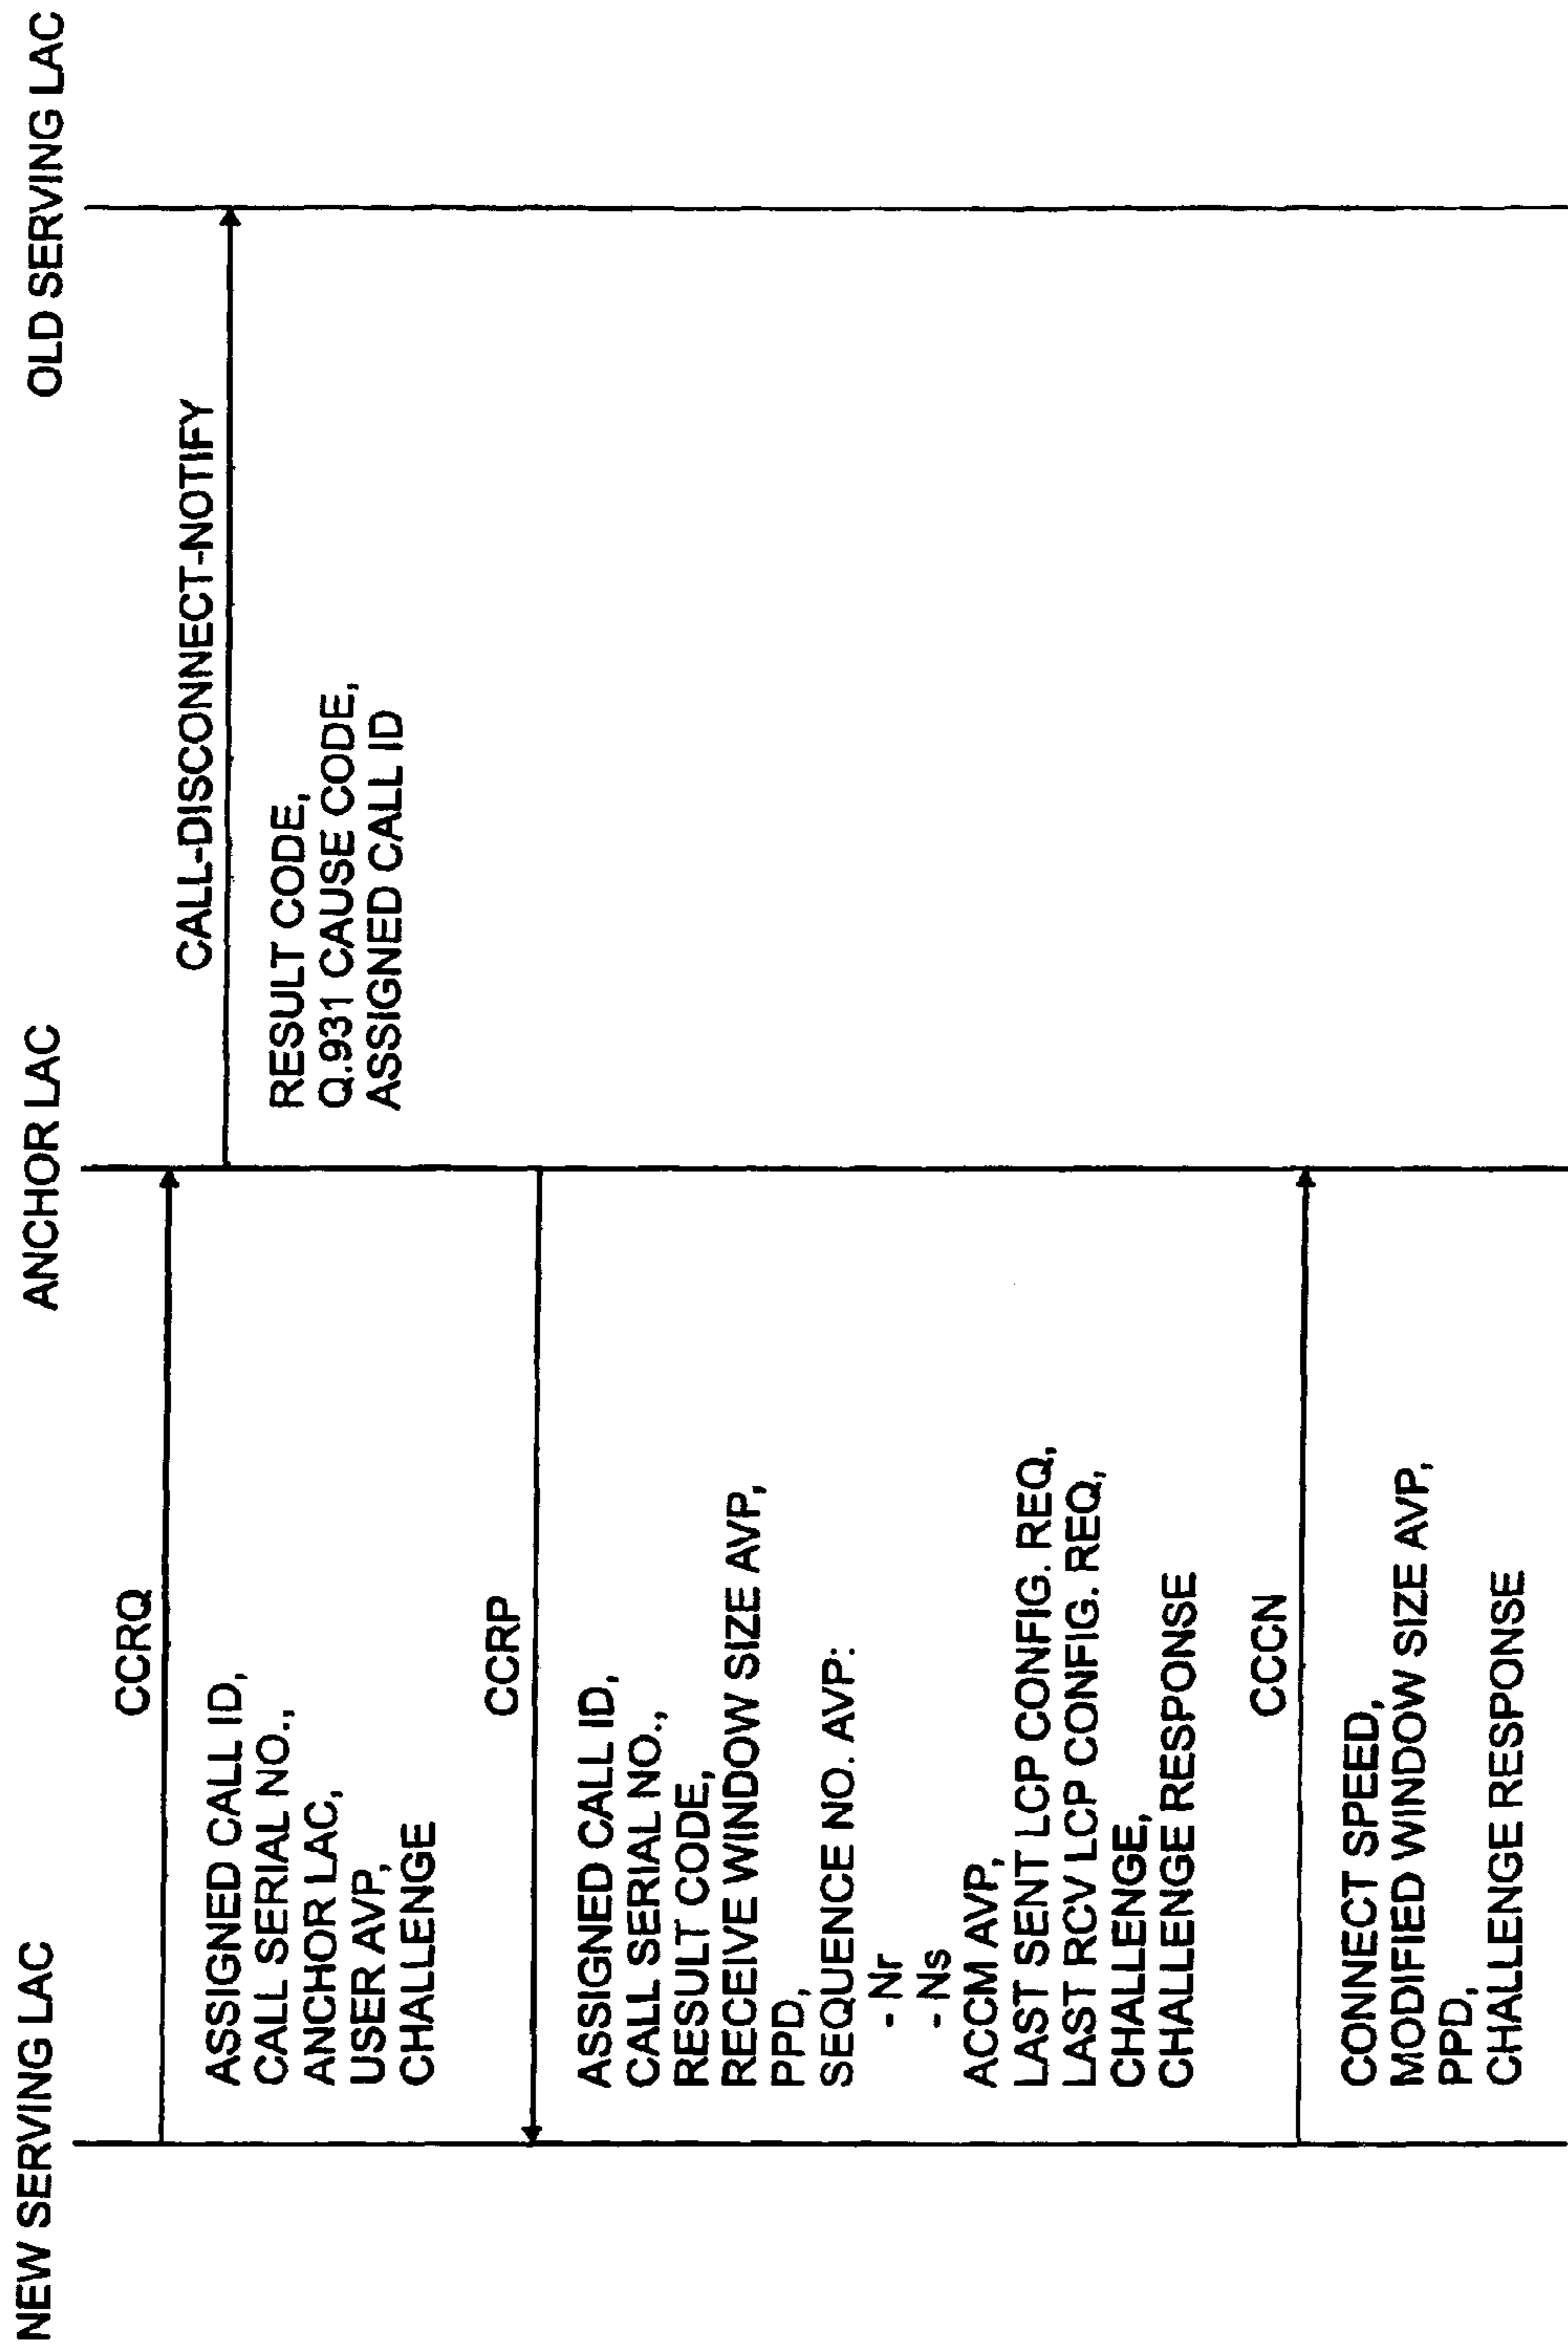 NEW SERVING LAC
ANCHOR LAC
OLD SERVING LAC
CCRQ
ASSIGNED CALL ID,
CALL SERIAL NO.,
ANCHOR LAC,
USER AVP,
CHALLENGE
CALL-DISCONNECT-NOTIFY
RESULT CODE,
Q.931 CAUSE CODE,
ASSIGNED CALL ID
CCRP
ASSIGNED CALL ID,
CALL SERIAL NO.,
RESULT CODE,
RECEIVE WINDOW SIZE AVP,
PPD,
SEQUENCE NO. AVP:
- Nr
- Ns
ACCM AVP,
LAST SENT LCP CONFIG. REQ,
LAST RCV LCP CONFIG. REQ,
CHALLENGE,
CHALLENGE RESPONSE
CCCN
CONNECT SPEED,
MODIFIED WINDOW SIZE AVP,
PPD,
CHALLENGE RESPONSE